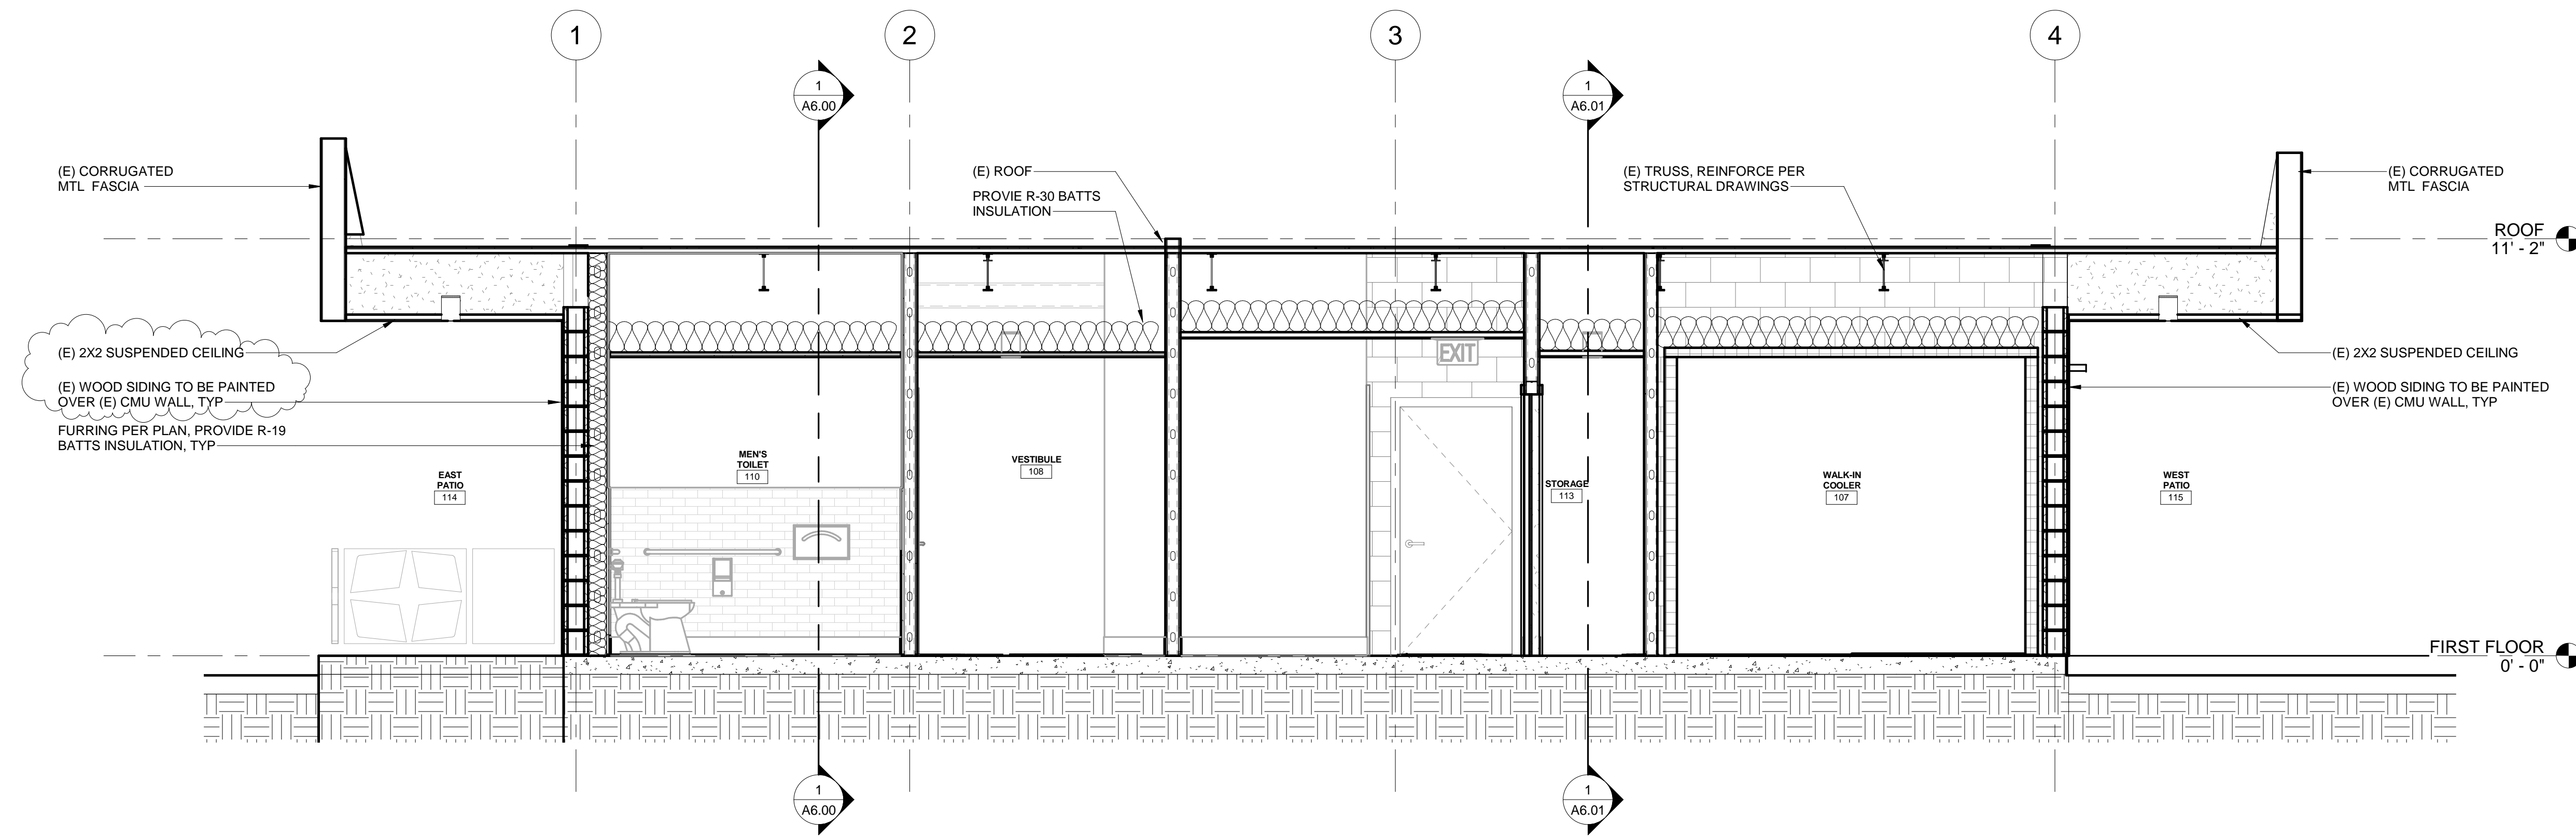 1
2
3
4
1
A6.00
1
A6.01
(E) CORRUGATED
MTL  FASCIA
(E) ROOF
PROVIE R-30 BATTS
INSULATION
(E) TRUSS, REINFORCE PER
STRUCTURAL DRAWINGS
(E) CORRUGATED
MTL  FASCIA
ROOF
11' - 2"
(E) 2X2 SUSPENDED CEILING
(E) WOOD SIDING TO BE PAINTED
OVER (E) CMU WALL, TYP
FURRING PER PLAN, PROVIDE R-19
BATTS INSULATION, TYP
EXIT
(E) 2X2 SUSPENDED CEILING
(E) WOOD SIDING TO BE PAINTED
OVER (E) CMU WALL, TYP
EAST
PATIO
114
MEN'S
TOILET
110
VESTIBULE
108
STORAGE
113
WALK-IN
COOLER
107
WEST
PATIO
115
FIRST FLOOR
0' - 0"
1
A6.00
1
A6.01